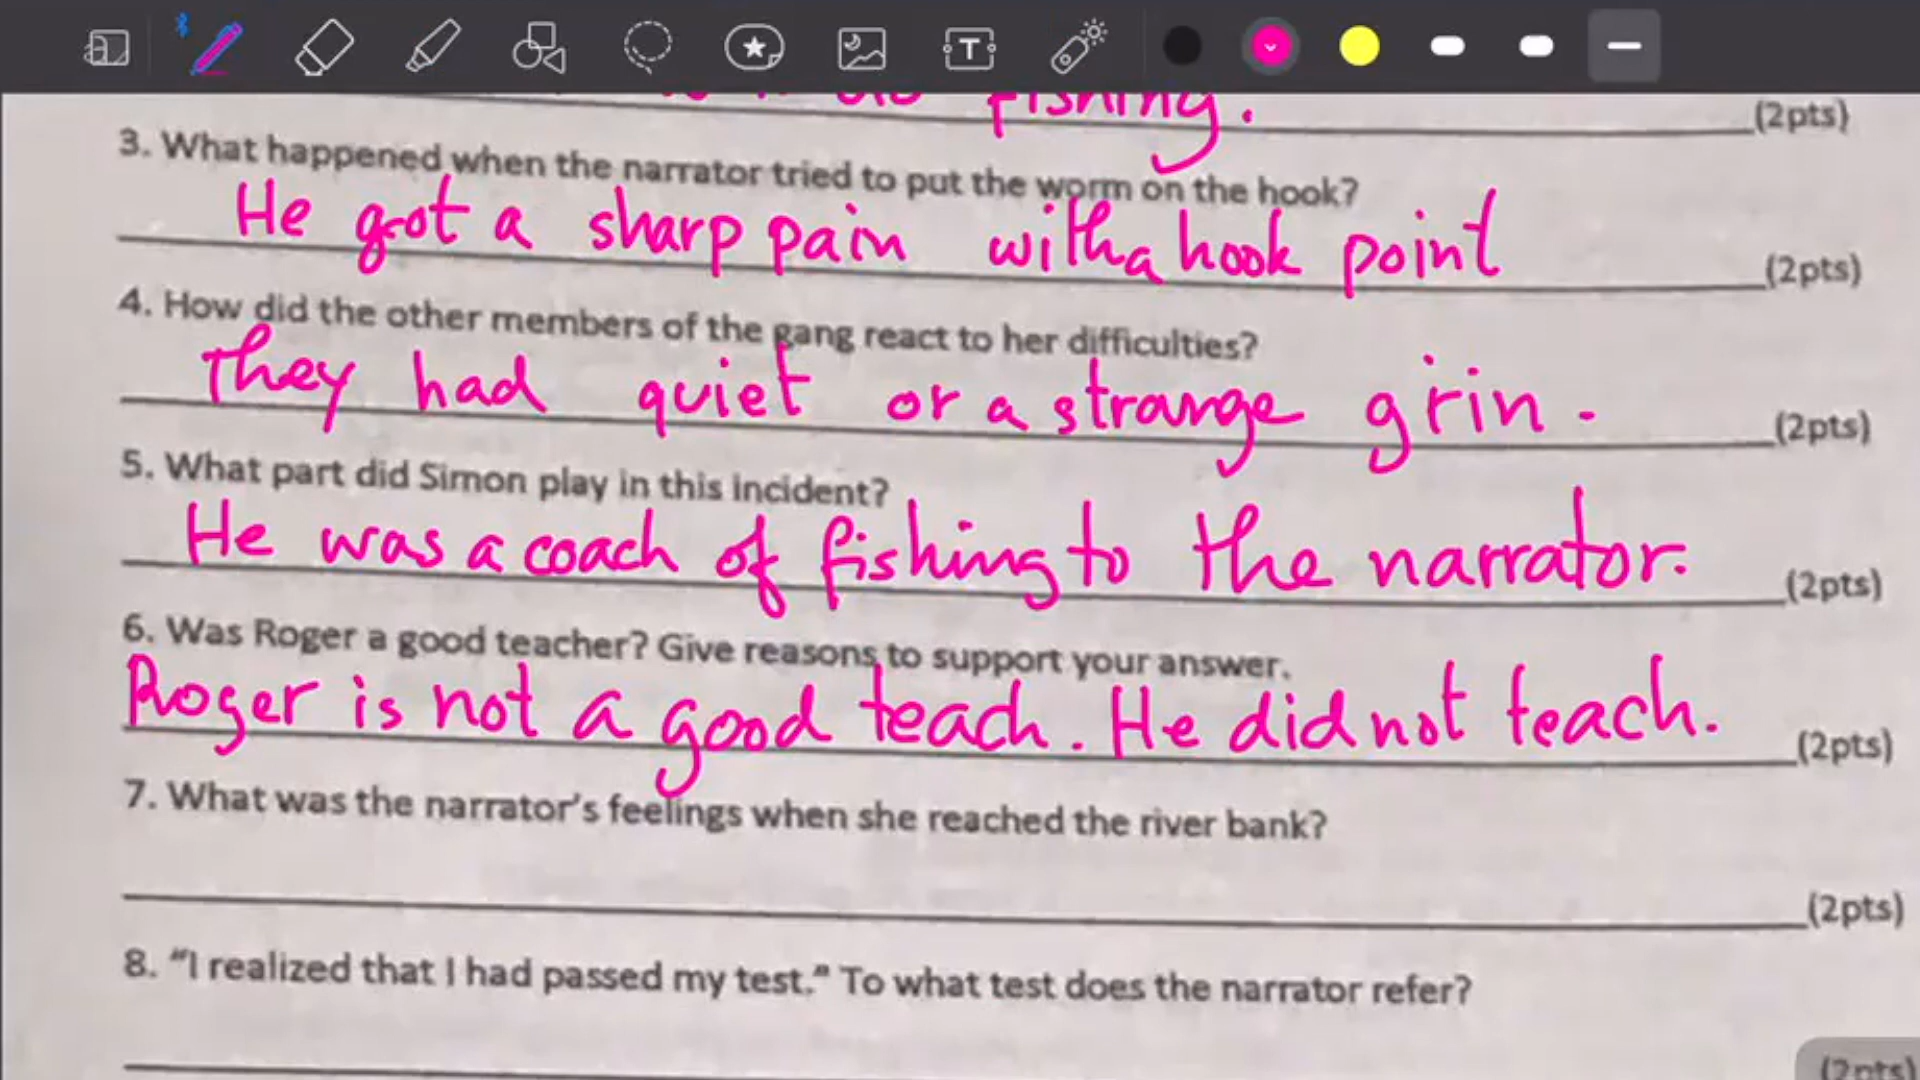 fishing.
(2pts)
3. What happened when the narrator tried to put the worm on the hook?
He got a sharp pain with a hook point
(2pts)
4. How did the other members of the gang react to her difficulties?
They had quiet or a strange grin.
(2pts)
5. What part did Simon play in this incident?
He was a coach of fishing to the narrator.
(2pts)
6. Was Roger a good teacher? Give reasons to support your answer.
Roger is not a good teach. He did not teach.
(2pts)
7. What was the narrator's feelings when she reached the river bank?
(2pts)
8. "I realized that I had passed my test." To what test does the narrator refer?
(2pts)